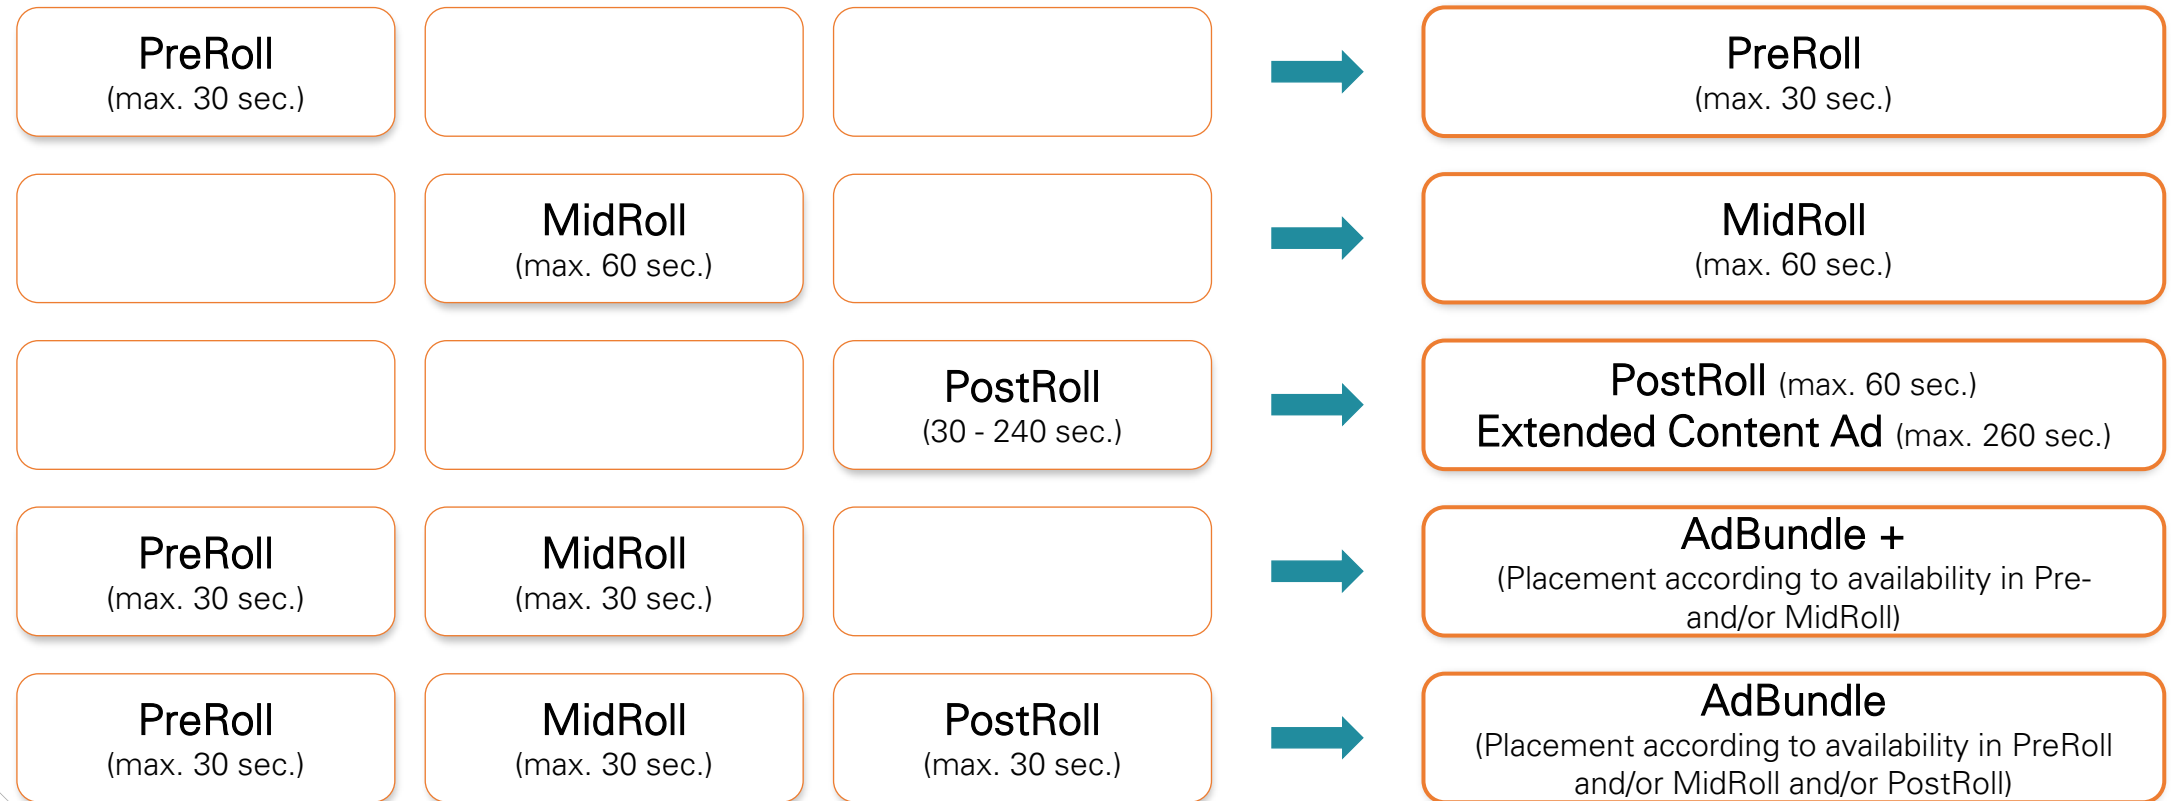 PreRoll
(max. 30 sec.)
PreRoll
(max. 30 sec.)
MidRoll
(max. 60 sec.)
MidRoll
(max. 60 sec.)
PostRoll
(30 - 240 sec.)
PostRoll (max. 60 sec.)
Extended Content Ad (max. 260 sec.)
PreRoll
(max. 30 sec.)
MidRoll
(max. 30 sec.)
AdBundle +
(Placement according to availability in Pre-
and/or MidRoll)
PreRoll
(max. 30 sec.)
MidRoll
(max. 30 sec.)
PostRoll
(max. 30 sec.)
AdBundle
(Placement according to availability in PreRoll
and/or MidRoll and/or PostRoll)